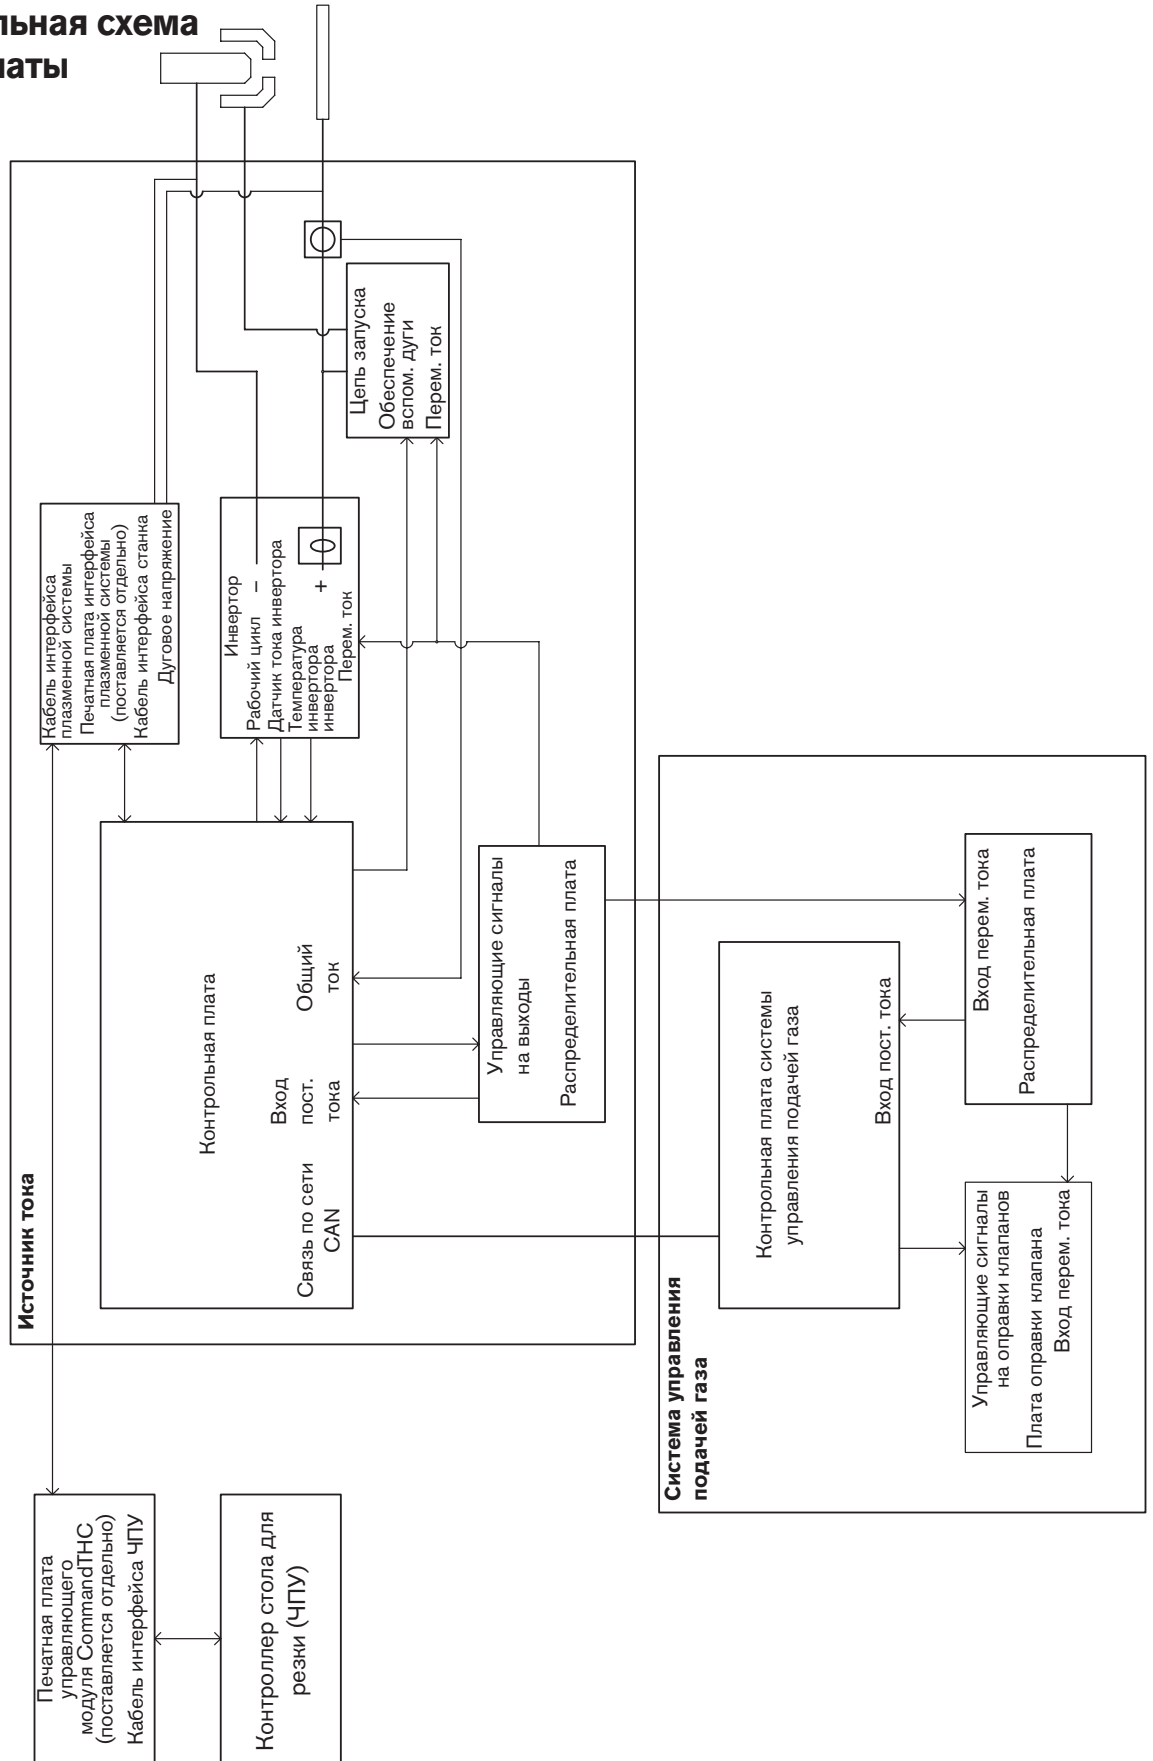 льная схема
латы
Источник тока
Кабель интерфейса
плазменной системы
Печатная плата интерфейса
плазменной системы
(поставляется отдельно)
Кабель интерфейса станка
Дуговое напряжение
Инвертор
Рабочий цикл
−
Датчик тока инвертора
Температура
инвертора
инвертора
+
Перем. ток
Цепь запуска
Обеспечение
вспом. дуги
Перем. ток
Контрольная плата
Общий
ток
Вход
пост.
тока
Связь по сети
CAN
Управляющие сигналы
на выходы
Распределительная плата
Система управления
подачей газа
Контрольная плата системы
управления подачей газа
Вход пост. тока
Вход перем. тока
Распределительная плата
Управляющие сигналы
на оправки клапанов
Плата оправки клапана
Вход перем. тока
Печатная плата
управляющего
модуля CommandTHC
(поставляется отдельно)
Кабель интерфейса ЧПУ
Контроллер стола для
резки (ЧПУ)